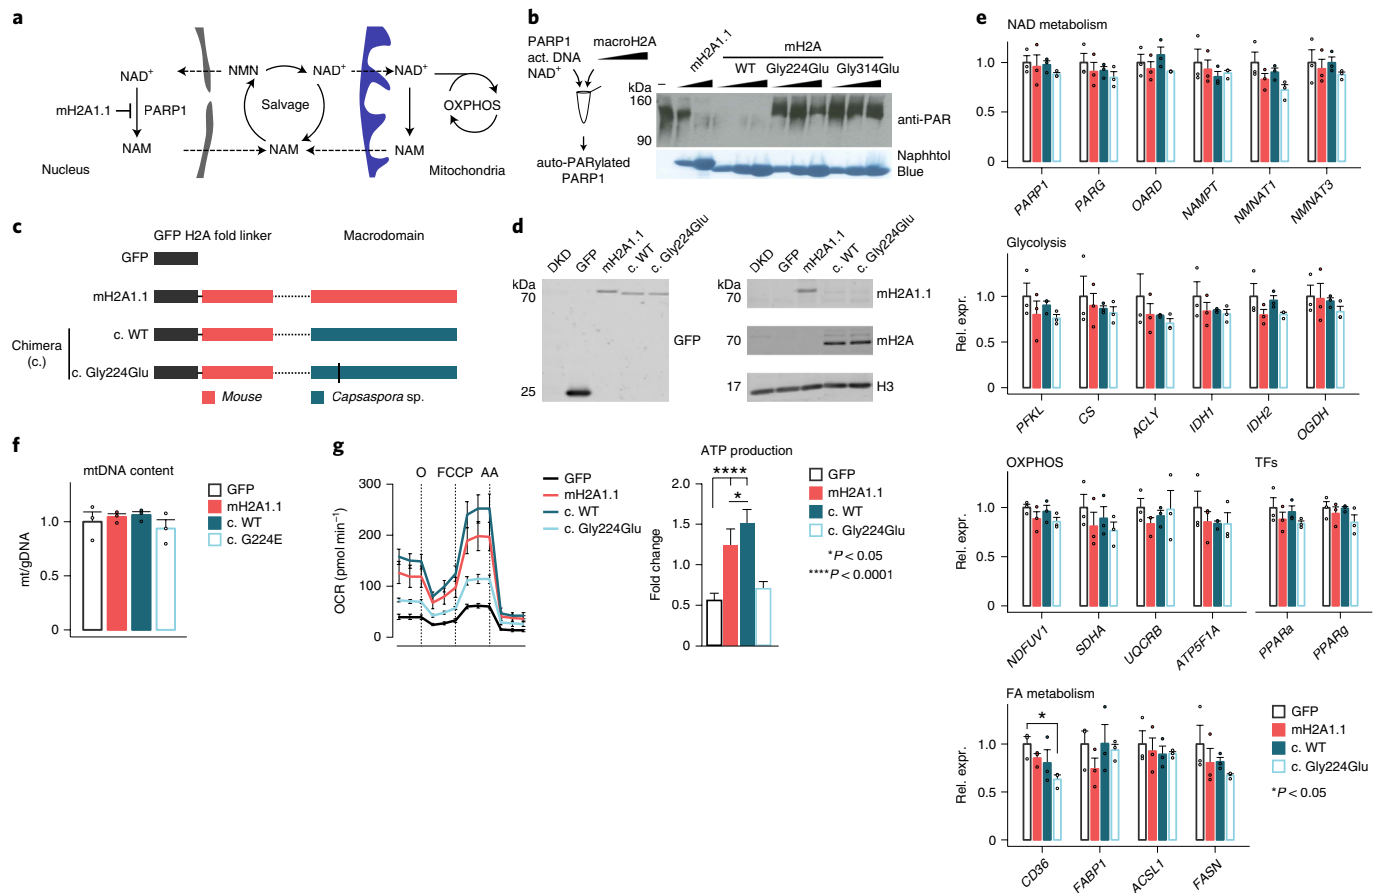 a
NAD+
NMN
NAD+
NAD+
mH2A1.1
PARP1
Salvage
OXPHOS
NAM
NAM
NAM
Nucleus
Mitochondria
b
PARP1
act. DNA
NAD+
macroH2A
auto-PARylated
PARP1
mH2A1.1
mH2A
WT
Gly224Glu
Gly314Glu
–
kDa
160
90
anti-PAR
Naphhtol
Blue
c
GFP H2A fold linker
Macrodomain
GFP
mH2A1.1
Chimera
(c.)
c. WT
c. Gly224Glu
Mouse
Capsaspora sp.
d
DKD
GFP
mH2A1.1
c. WT
c. Gly224Glu
kDa
70
25
GFP
DKD
GFP
mH2A1.1
c. WT
c. Gly224Glu
kDa
70
mH2A1.1
70
mH2A
17
H3
e
NAD metabolism
1.0
0.5
0
PARP1
PARG
OARD
NAMPT
NMNAT1
NMNAT3
Glycolysis
Rel. expr.
1.0
0.5
0
PFKL
CS
ACLY
IDH1
IDH2
OGDH
OXPHOS
TFs
Rel. expr.
1.0
0.5
0
NDFUV1
SDHA
UQCRB
ATP5F1A
PPARa
PPARg
FA metabolism
Rel. expr.
1.0
0.5
0
*
CD36
FABP1
ACSL1
FASN
GFP
mH2A1.1
c. WT
c. Gly224Glu
*P < 0.05
f
mtDNA content
mt/gDNA
1.0
0.5
0
GFP
mH2A1.1
c. WT
c. G224E
g
O
FCCP
AA
OCR (pmol min−1)
300
200
100
0
GFP
mH2A1.1
c. WT
c. Gly224Glu
ATP production
Fold change
2.0
1.5
1.0
0.5
0
****
*
GFP
mH2A1.1
c. WT
c. Gly224Glu
*P < 0.05
****P < 0.0001